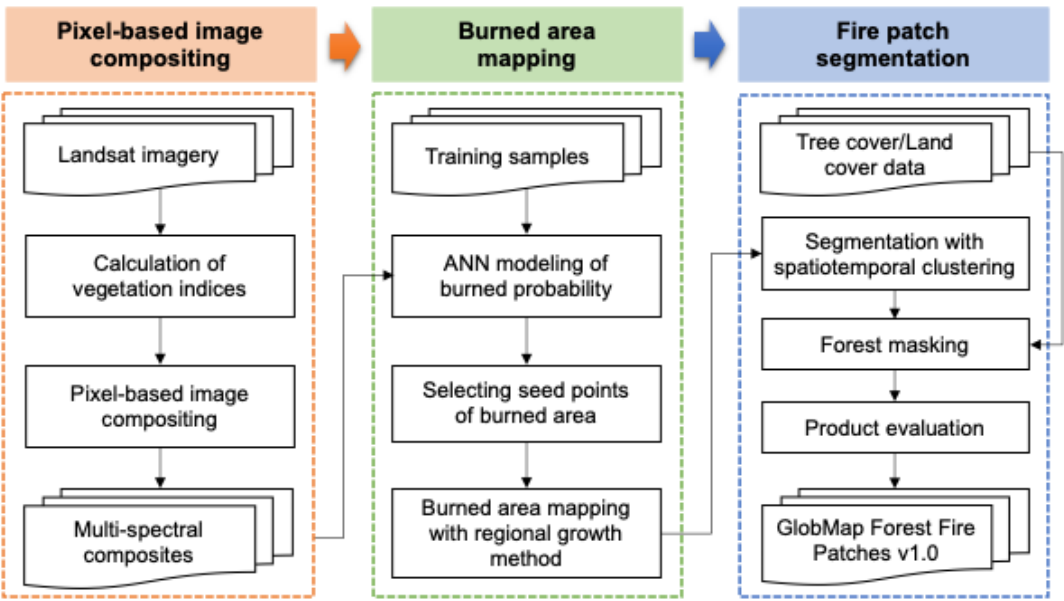 Pixel-based image
compositing
Burned area
mapping
Fire patch
segmentation
Landsat imagery
Calculation of
vegetation indices
Pixel-based image
compositing
Multi-spectral
composites
Training samples
ANN modeling of
burned probability
Selecting seed points
of burned area
Burned area mapping
with regional growth
method
Tree cover/Land
cover data
Segmentation with
spatiotemporal clustering
Forest masking
Product evaluation
GlobMap Forest Fire
Patches v1.0